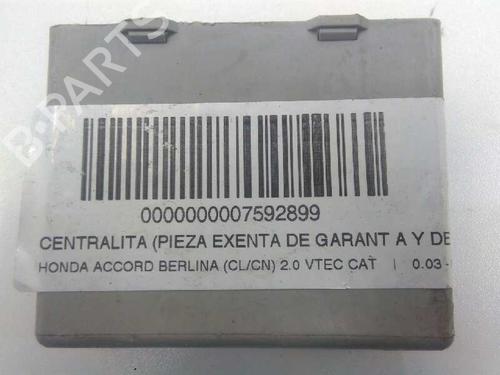 B-PARTS
0000000007592899
CENTRALITA (PIEZA EXENTA DE GARANT A Y DE
HONDA ACCORD BERLINA (CL/CN) 2.0 VTEC CAT | 0.03 -